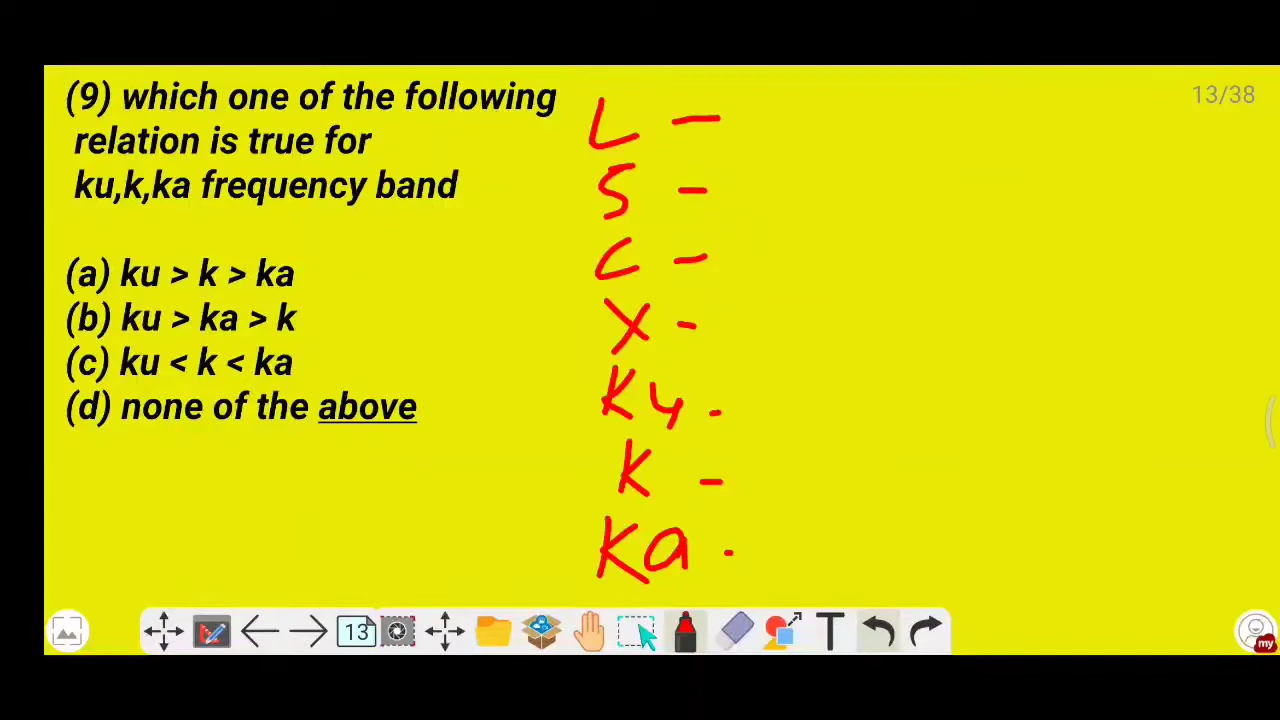 (9) which one of the following
relation is true for
ku,k,ka frequency band
(a) ku > k > ka
(b) ku > ka > k
(c) ku < k < ka
(d) none of the above
L -
S -
C -
X -
Ku -
K -
Ka -
13/38
13
T
my